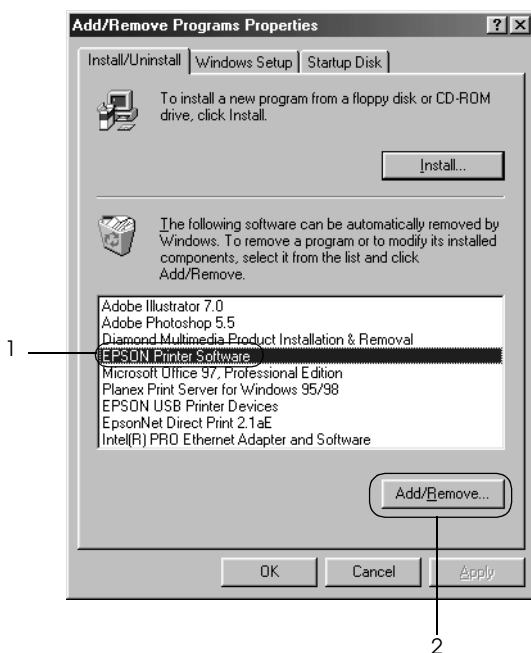 Add/Remove Programs Properties
Install/Uninstall Windows Setup Startup Disk
To install a new program from a floppy disk or CD-ROM
drive, click Install.
Install...
The following software can be automatically removed by
Windows. To remove a program or to modify its installed
components, select it from the list and click
Add/Remove.
Adobe Illustrator 7.0
Adobe Photoshop 5.5
Diamond Multimedia Product Installation & Removal
1
EPSON Printer Software
Microsoft Office 97, Professional Edition
Planex Print Server for Windows 95/98
EPSON USB Printer Devices
EpsonNet Direct Print 2.1aE
Intel(R) PRO Ethernet Adapter and Software
Add/Remove...
OK Cancel Apply
2